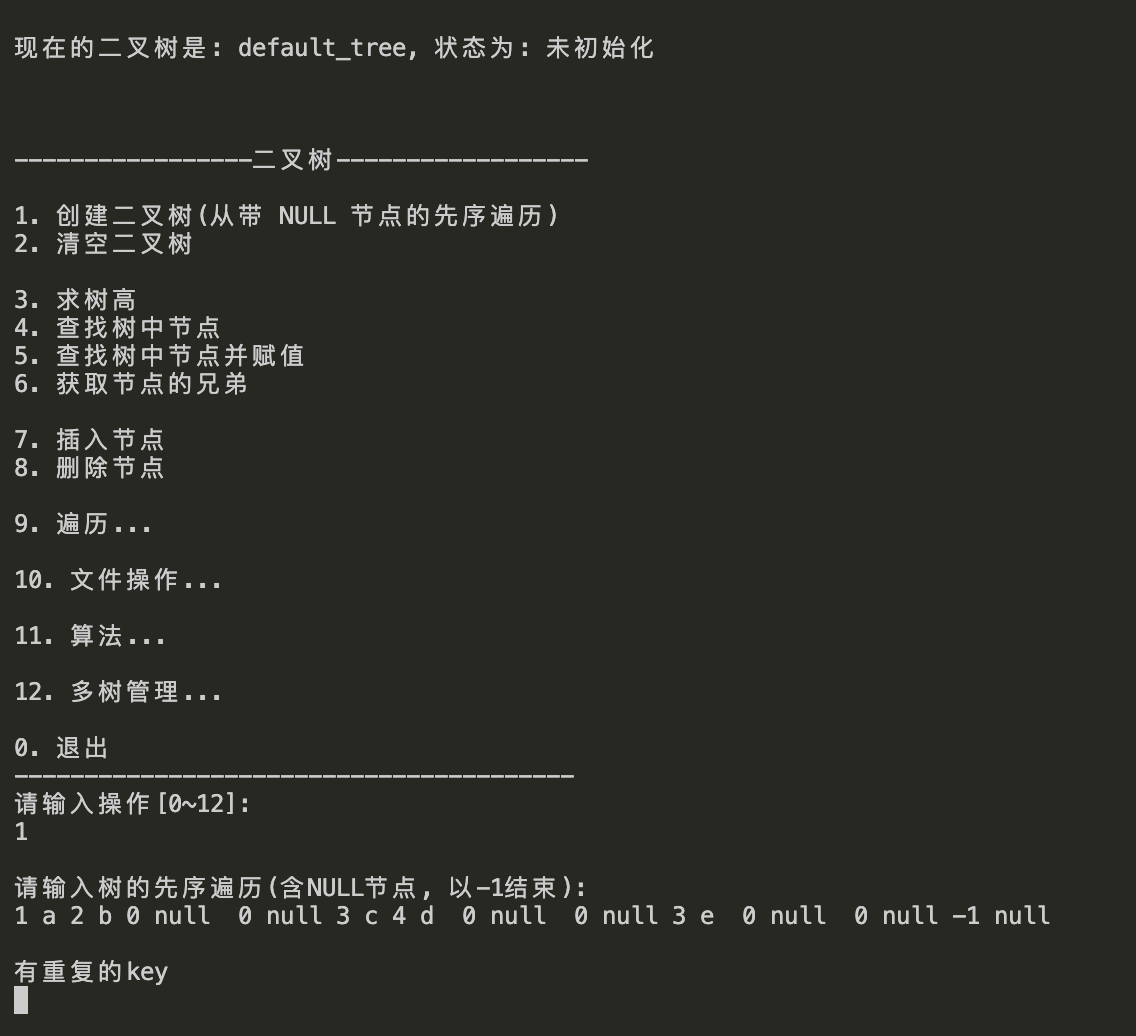 现在的二叉树是: default_tree, 状态为: 未初始化
-----------------二叉树------------------
1. 创建二叉树(从带 NULL 节点的先序遍历)
2. 清空二叉树
3. 求树高
4. 查找树中节点
5. 查找树中节点并赋值
6. 获取节点的兄弟
7. 插入节点
8. 删除节点
9. 遍历...
10. 文件操作...
11. 算法...
12. 多树管理...
0. 退出
----------------------------------------
请输入操作[0~12]:
1
请输入树的先序遍历(含NULL节点, 以-1结束):
1 a 2 b 0 null  0 null 3 c 4 d  0 null  0 null 3 e  0 null  0 null -1 null
有重复的key